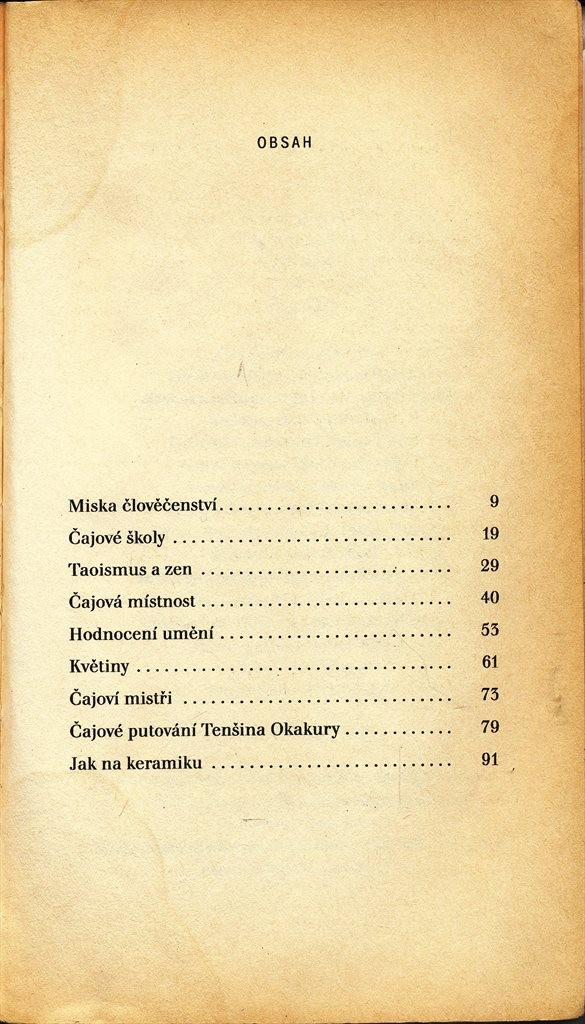 OBSAH
Miska člověčenství......................... 9
Čajové školy .............................. 19
Taoismus a zen ........................... 29
Čajová místnost ........................... 40
Hodnocení umění ......................... 53
Květiny .................................. 61
Čajoví mistři ............................. 73
Čajové putování Tenšina Okakury ............ 79
Jak na keramiku .......................... 91